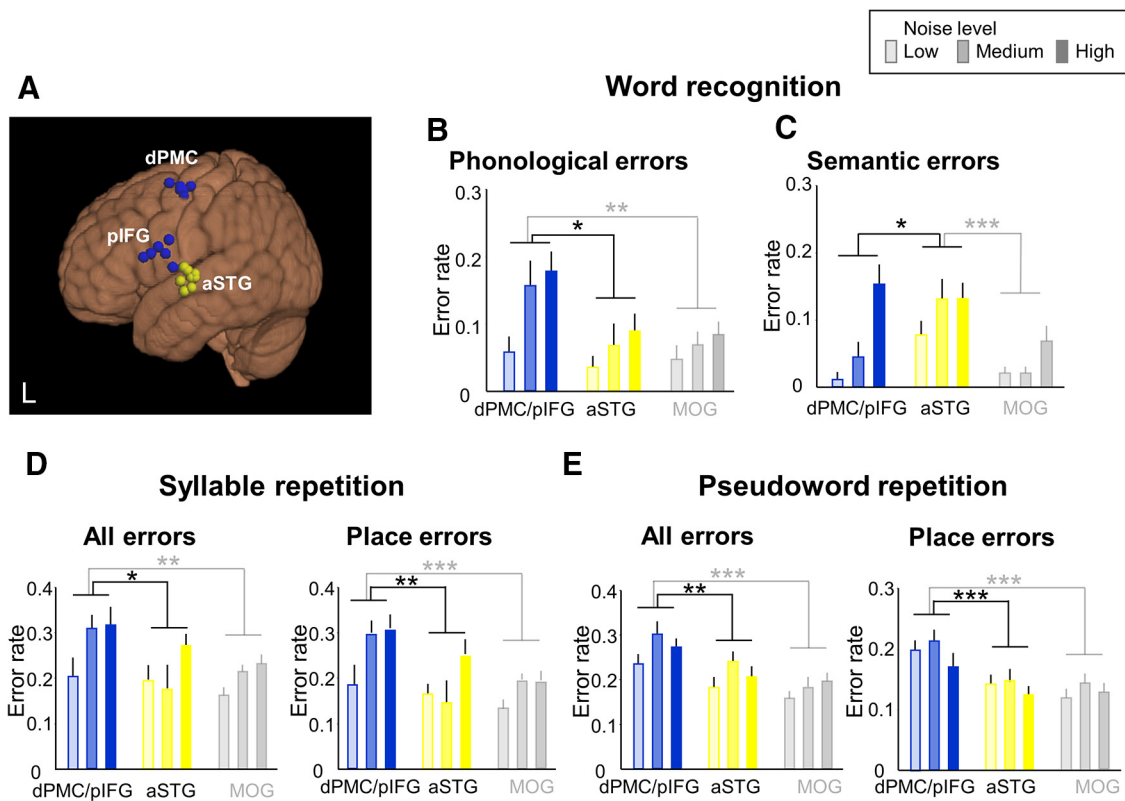 Noise level
Low Medium High
A
Word recognition
B
C
dPMC
pIFG
aSTG
L
Phonological errors
0.3
0.2
0.1
0
Error rate
**
*
dPMC/pIFG aSTG MOG
Semantic errors
0.3
0.2
0.1
0
Error rate
*
***
dPMC/pIFG aSTG MOG
D
Syllable repetition
All errors
0.4
0.3
0.2
0.1
0
Error rate
**
*
dPMC/pIFG aSTG MOG
Place errors
0.4
0.3
0.2
0.1
0
Error rate
***
**
dPMC/pIFG aSTG MOG
E
Pseudoword repetition
All errors
0.4
0.3
0.2
0.1
0
Error rate
***
**
dPMC/pIFG aSTG MOG
Place errors
0.3
0.2
0.1
0
Error rate
***
***
dPMC/pIFG aSTG MOG